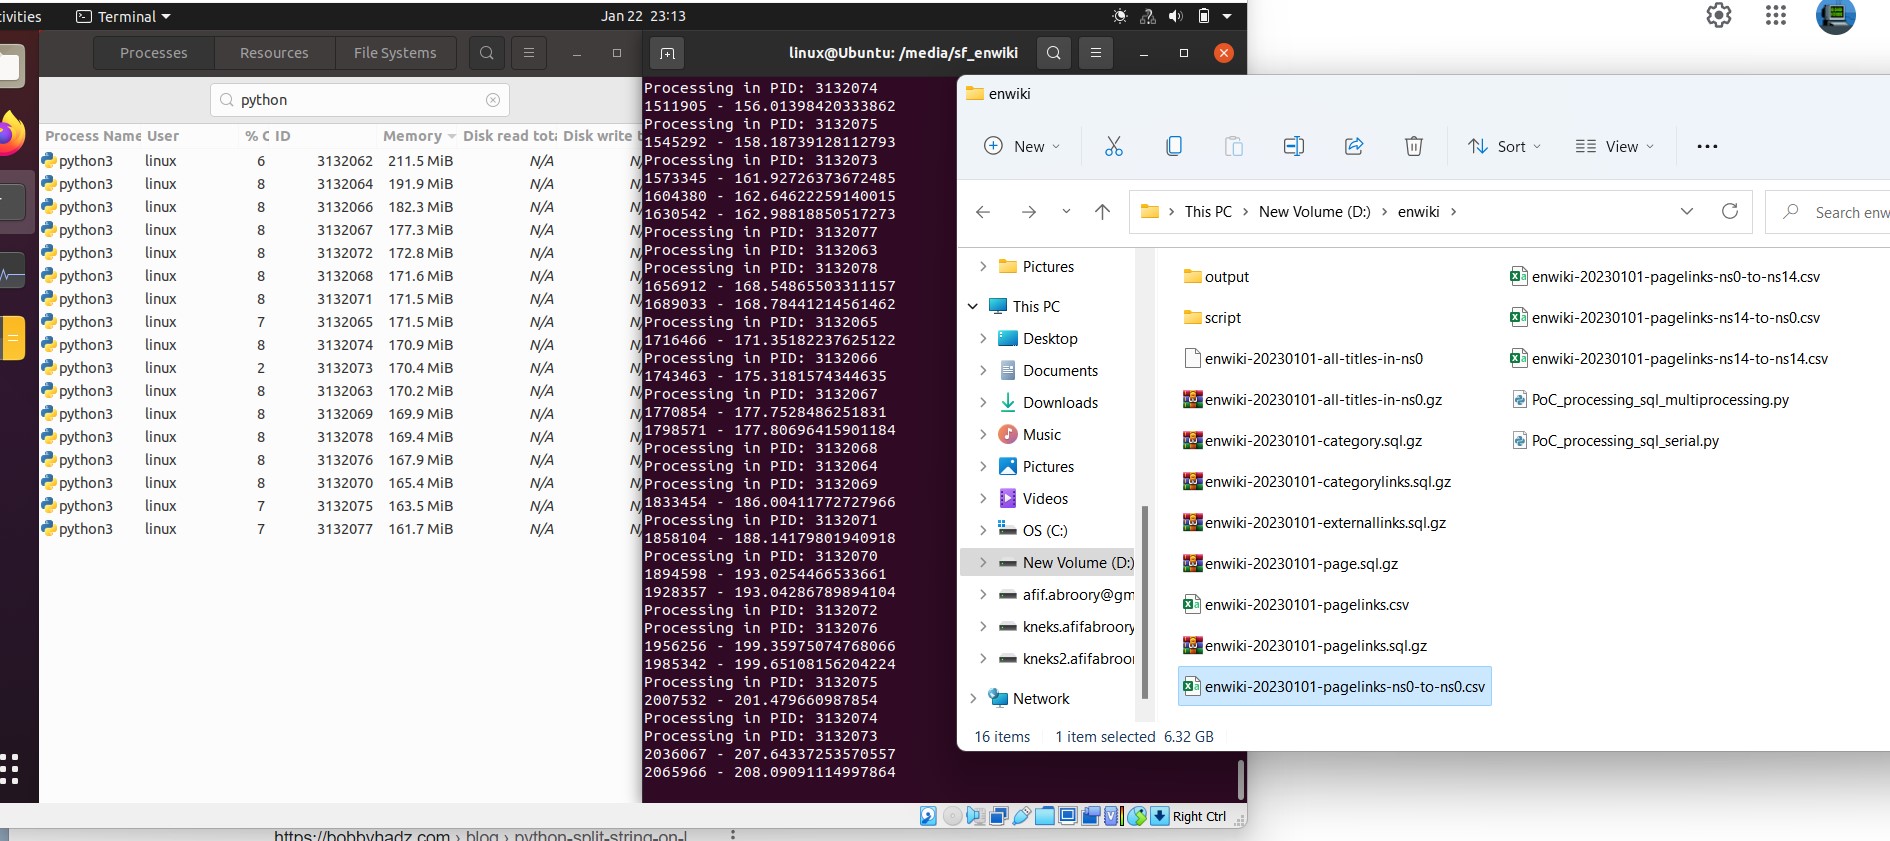 ivities
Terminal
Jan 22 23:13
Processes
Resources
File Systems
linux@Ubuntu: /media/sf_enwiki
python
Process Name User % C ID Memory Disk read tota Disk write t
python3 linux 6 3132062 211.5 MiB N/A N/
python3 linux 8 3132064 191.9 MiB N/A N/
python3 linux 8 3132066 182.3 MiB N/A N/
python3 linux 8 3132067 177.3 MiB N/A N/
python3 linux 8 3132072 172.8 MiB N/A N/
python3 linux 8 3132068 171.6 MiB N/A N/
python3 linux 8 3132071 171.5 MiB N/A N/
python3 linux 7 3132065 171.5 MiB N/A N/
python3 linux 8 3132074 170.9 MiB N/A N/
python3 linux 2 3132073 170.4 MiB N/A N/
python3 linux 8 3132063 170.2 MiB N/A N/
python3 linux 8 3132069 169.9 MiB N/A N/
python3 linux 8 3132078 169.4 MiB N/A N/
python3 linux 8 3132076 167.9 MiB N/A N/
python3 linux 8 3132070 165.4 MiB N/A N/
python3 linux 7 3132075 163.5 MiB N/A N/
python3 linux 7 3132077 161.7 MiB N/A N/
Processing in PID: 3132074
1511905 - 156.01398420333862
Processing in PID: 3132075
1545292 - 158.18739128112793
Processing in PID: 3132073
1573345 - 161.92726373672485
1604380 - 162.64622259140015
1630542 - 162.98818850517273
Processing in PID: 3132077
Processing in PID: 3132063
Processing in PID: 3132078
1656912 - 168.54865503311157
1689033 - 168.78441214561462
Processing in PID: 3132065
1716466 - 171.35182237625122
Processing in PID: 3132066
1743463 - 175.3181574344635
Processing in PID: 3132067
1770854 - 177.7528486251831
1798571 - 177.80696415901184
Processing in PID: 3132068
Processing in PID: 3132064
Processing in PID: 3132069
1833454 - 186.00411772727966
Processing in PID: 3132071
1858104 - 188.14179801940918
Processing in PID: 3132070
1894598 - 193.0254466533661
1928357 - 193.04286789894104
Processing in PID: 3132072
Processing in PID: 3132076
1956256 - 199.35975074768066
1985342 - 199.65108156204224
Processing in PID: 3132075
2007532 - 201.479660987854
Processing in PID: 3132074
Processing in PID: 3132073
2036067 - 207.64337253570557
2065966 - 208.09091114997864
Right Ctrl
enwiki
New
Sort
View
This PC
New Volume (D:)
enwiki
Search enw
Pictures
This PC
Desktop
Documents
Downloads
Music
Pictures
Videos
OS (C:)
New Volume (D:)
afif.abroory@gm
kneks.afifabroory
kneks2.afifabroor
Network
output
script
enwiki-20230101-all-titles-in-ns0
enwiki-20230101-all-titles-in-ns0.gz
enwiki-20230101-category.sql.gz
enwiki-20230101-categorylinks.sql.gz
enwiki-20230101-externallinks.sql.gz
enwiki-20230101-page.sql.gz
enwiki-20230101-pagelinks.csv
enwiki-20230101-pagelinks.sql.gz
enwiki-20230101-pagelinks-ns0-to-ns0.csv
enwiki-20230101-pagelinks-ns0-to-ns14.csv
enwiki-20230101-pagelinks-ns14-to-ns0.csv
enwiki-20230101-pagelinks-ns14-to-ns14.csv
PoC_processing_sql_multiprocessing.py
PoC_processing_sql_serial.py
16 items
1 item selected 6.32 GB
https://bobbyhadz.com › blog › python-split-string-on-l